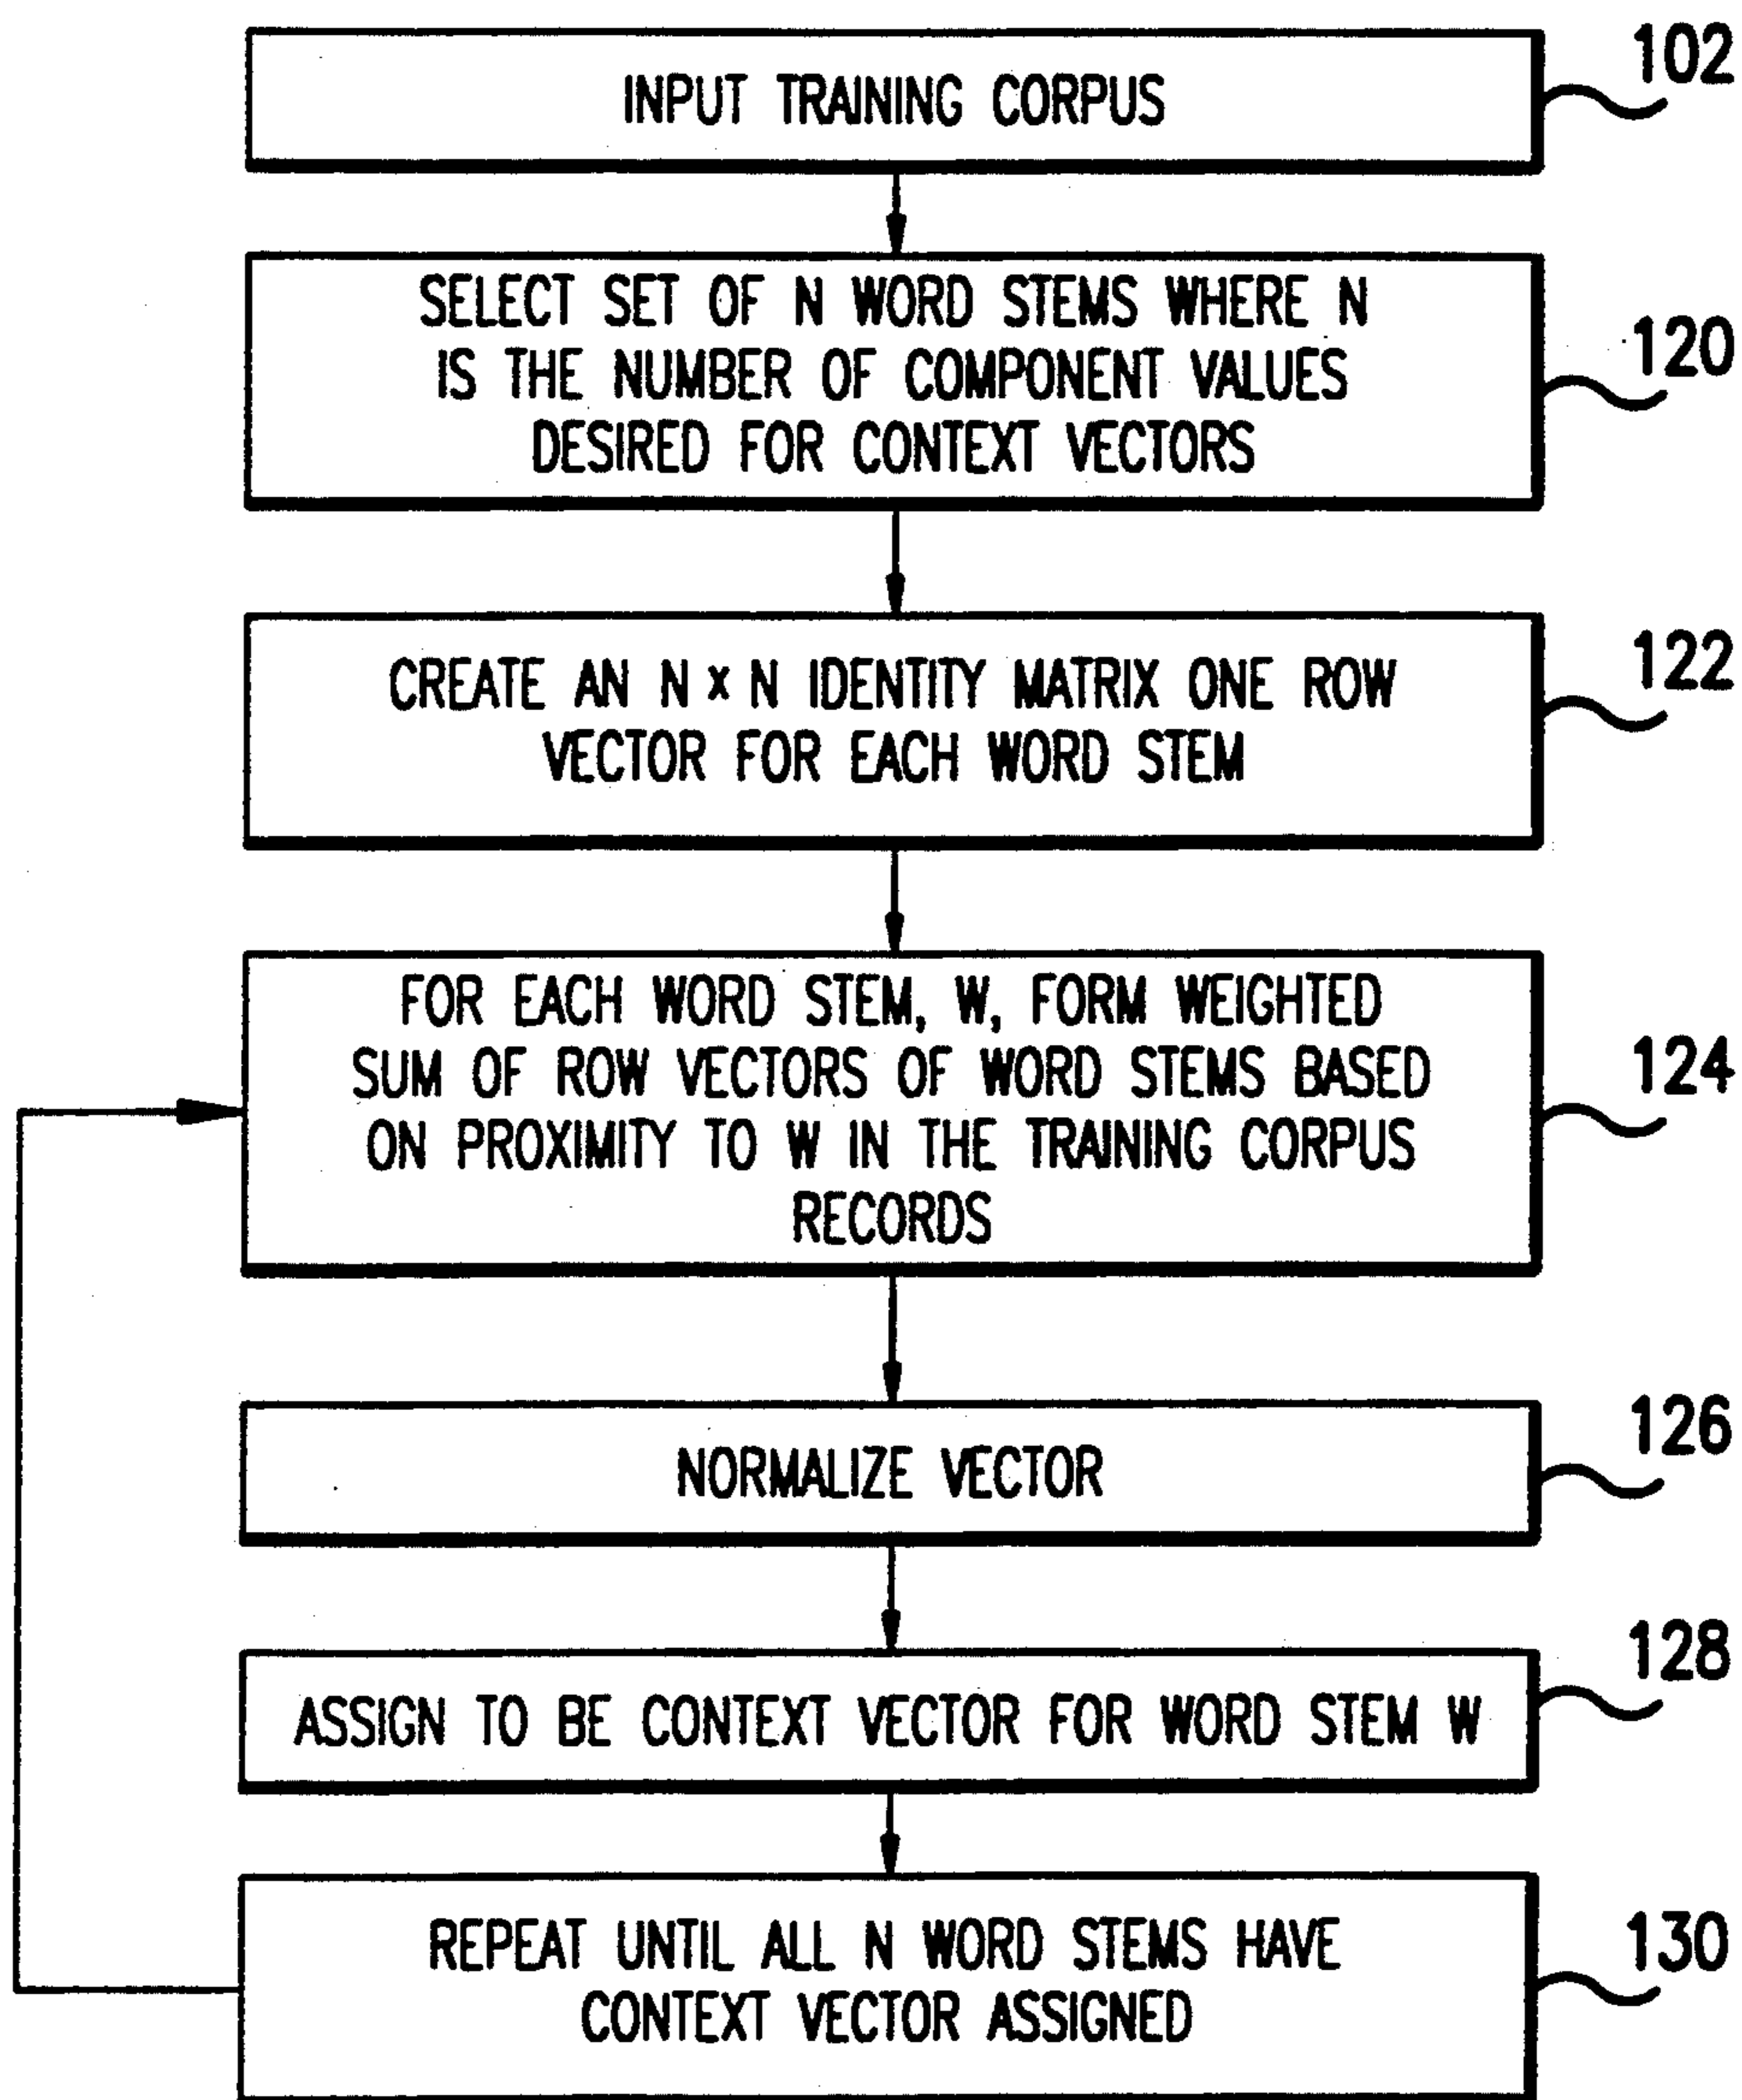 INPUT TRAINING CORPUS
102
SELECT SET OF N WORD STEMS WHERE N
IS THE NUMBER OF COMPONENT VALUES
DESIRED FOR CONTEXT VECTORS
120
CREATE AN N x N IDENTITY MATRIX ONE ROW
VECTOR FOR EACH WORD STEM
122
FOR EACH WORD STEM, W, FORM WEIGHTED
SUM OF ROW VECTORS OF WORD STEMS BASED
ON PROXIMITY TO W IN THE TRAINING CORPUS
RECORDS
124
NORMALIZE VECTOR
126
ASSIGN TO BE CONTEXT VECTOR FOR WORD STEM W
128
REPEAT UNTIL ALL N WORD STEMS HAVE
CONTEXT VECTOR ASSIGNED
130